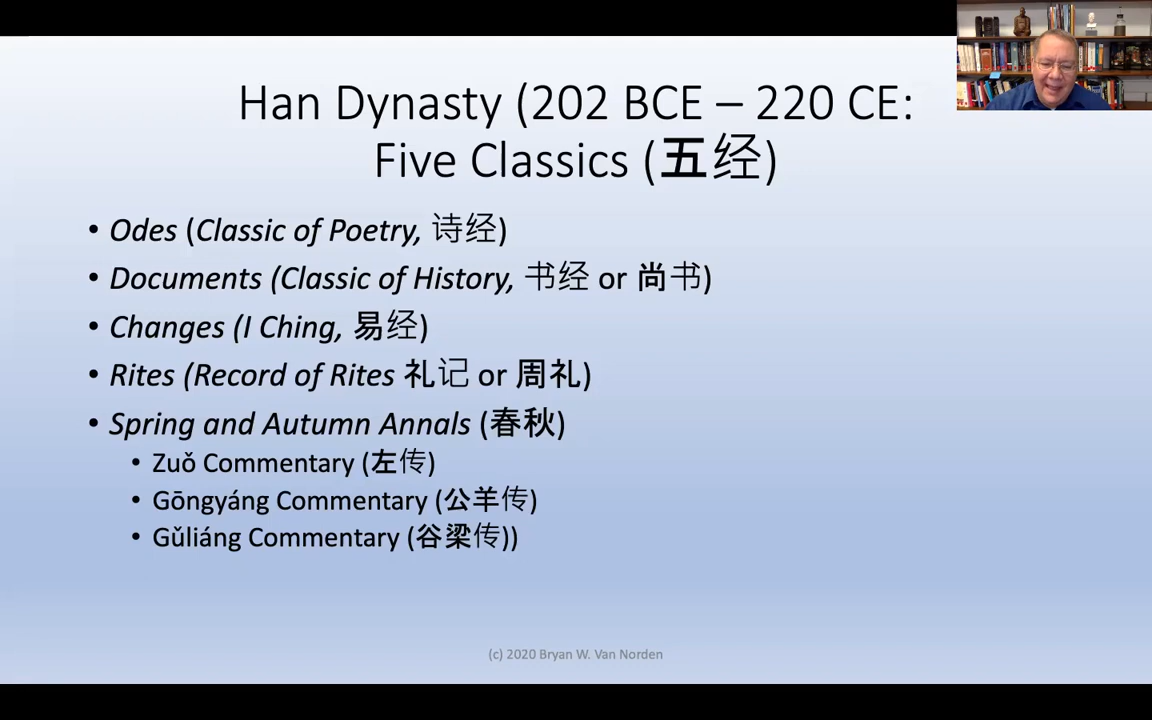 Han Dynasty (202 BCE – 220 CE:
Five Classics (五经)
• Odes (Classic of Poetry, 诗经)
• Documents (Classic of History, 书经 or 尚书)
• Changes (I Ching, 易经)
• Rites (Record of Rites 礼记 or 周礼)
• Spring and Autumn Annals (春秋)
• Zuǒ Commentary (左传)
• Gōngyáng Commentary (公羊传)
• Gǔliáng Commentary (谷梁传))
(c) 2020 Bryan W. Van Norden